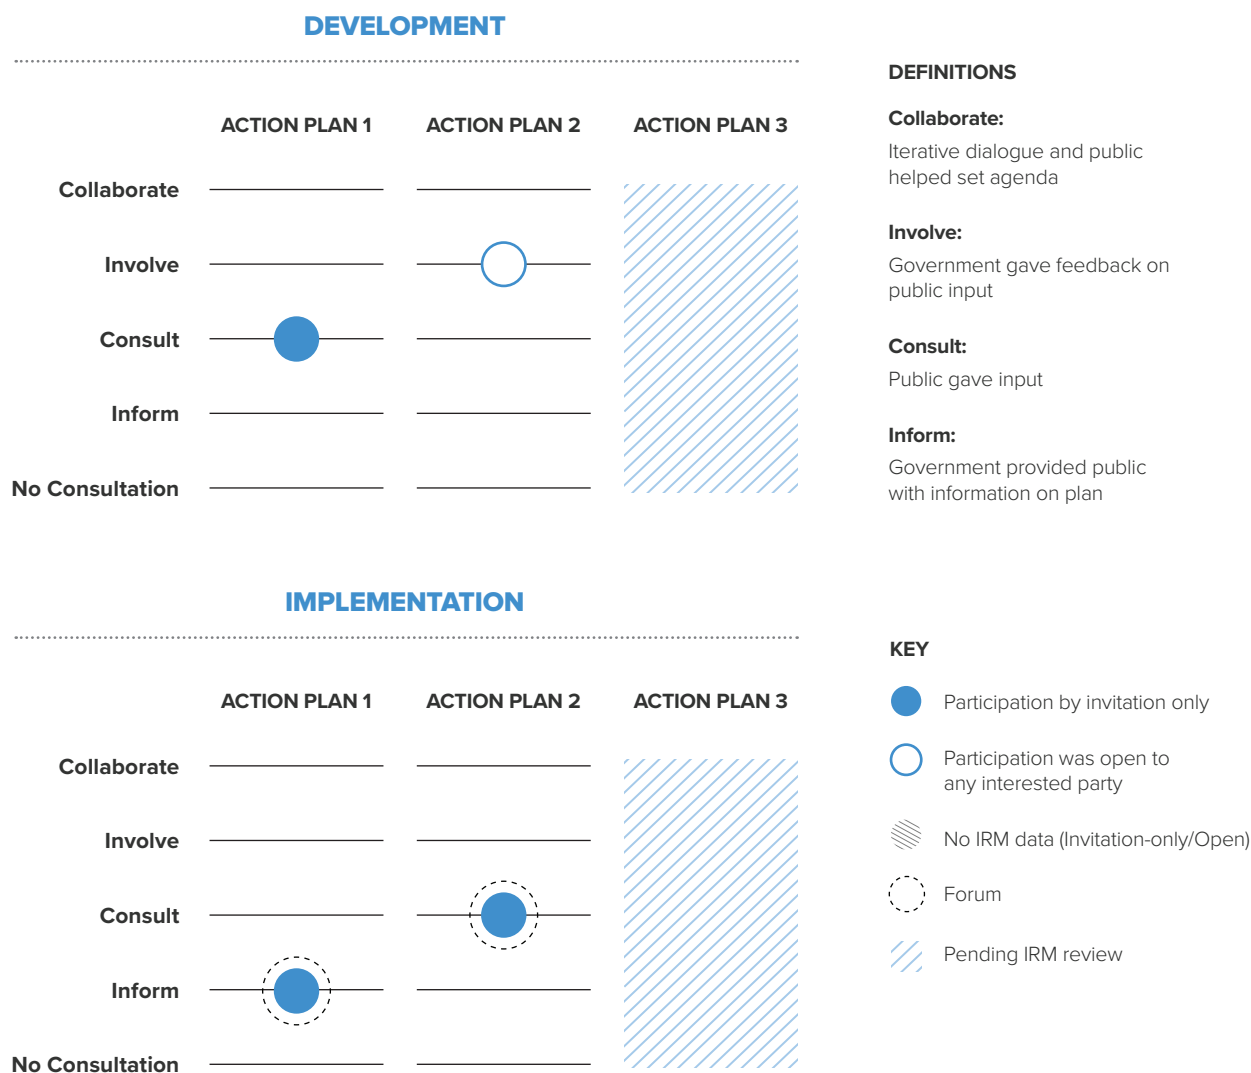 DEVELOPMENT
ACTION PLAN 1
ACTION PLAN 2
ACTION PLAN 3
Collaborate
Involve
Consult
Inform
No Consultation
DEFINITIONS
Collaborate:
Iterative dialogue and public
helped set agenda
Involve:
Government gave feedback on
public input
Consult:
Public gave input
Inform:
Government provided public
with information on plan
IMPLEMENTATION
ACTION PLAN 1
ACTION PLAN 2
ACTION PLAN 3
Collaborate
Involve
Consult
Inform
No Consultation
KEY
Participation by invitation only
Participation was open to
any interested party
No IRM data (Invitation-only/Open)
Forum
Pending IRM review